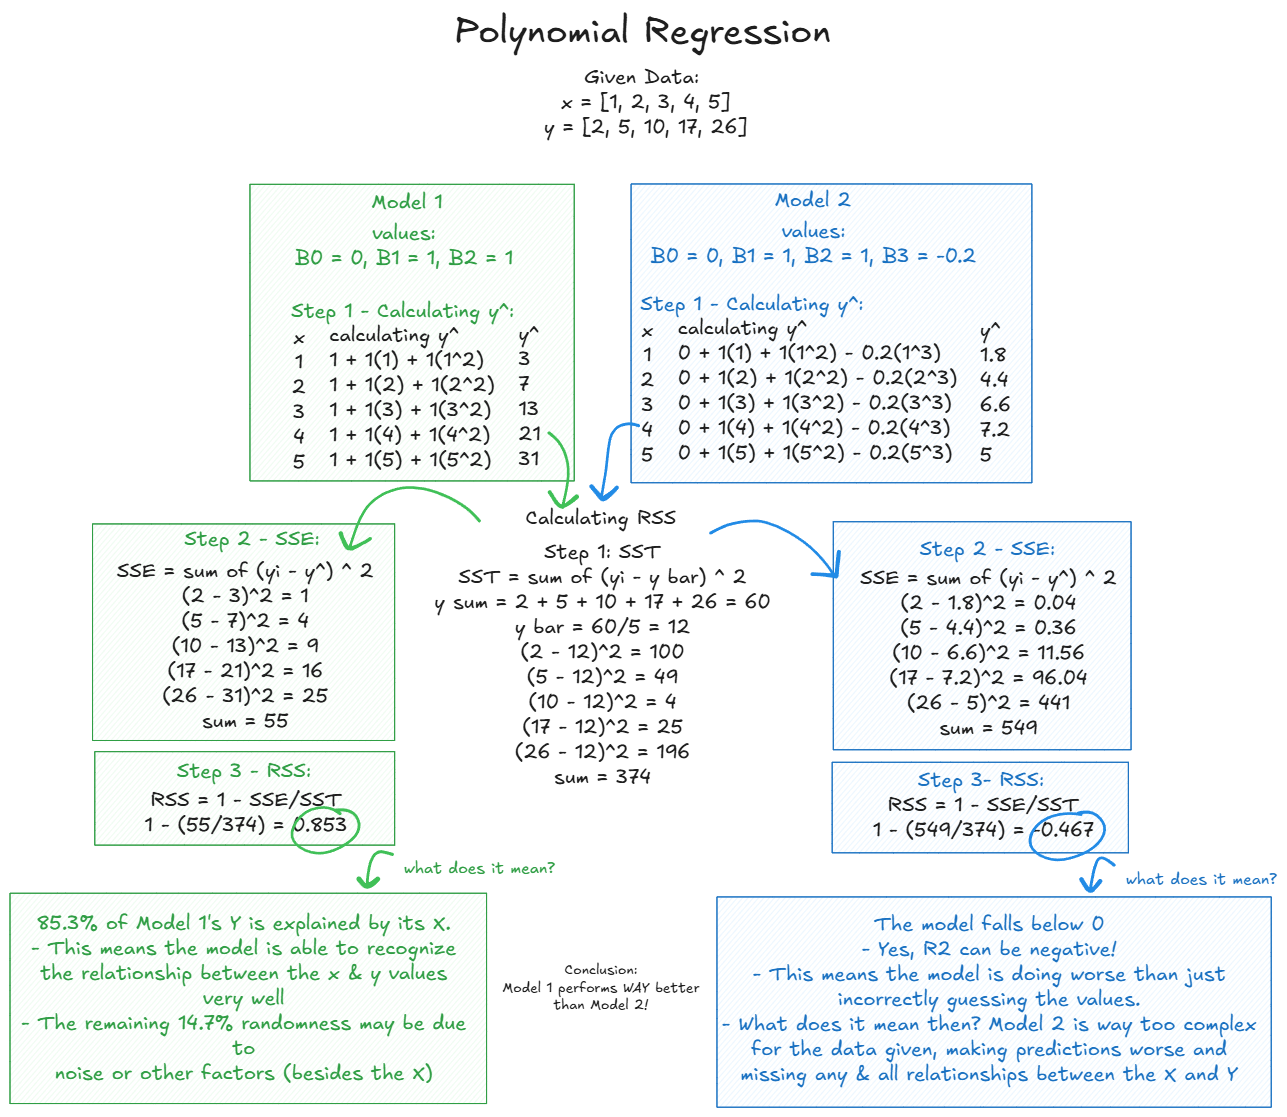 Polynomial Regression
Given Data:
x = [1, 2, 3, 4, 5]
y = [2, 5, 10, 17, 26]
Model 1
values:
B0 = 0, B1 = 1, B2 = 1
Step 1 - Calculating y^:
x calculating y^ y^
1 1 + 1(1) + 1(1^2) 3
2 1 + 1(2) + 1(2^2) 7
3 1 + 1(3) + 1(3^2) 13
4 1 + 1(4) + 1(4^2) 21
5 1 + 1(5) + 1(5^2) 31
Model 2
values:
B0 = 0, B1 = 1, B2 = 1, B3 = -0.2
Step 1 - Calculating y^:
x calculating y^ y^
1 0 + 1(1) + 1(1^2) - 0.2(1^3) 1.8
2 0 + 1(2) + 1(2^2) - 0.2(2^3) 4.4
3 0 + 1(3) + 1(3^2) - 0.2(3^3) 6.6
4 0 + 1(4) + 1(4^2) - 0.2(4^3) 7.2
5 0 + 1(5) + 1(5^2) - 0.2(5^3) 5
Step 2 - SSE:
SSE = sum of (yi - y^) ^ 2
(2 - 3)^2 = 1
(5 - 7)^2 = 4
(10 - 13)^2 = 9
(17 - 21)^2 = 16
(26 - 31)^2 = 25
sum = 55
Calculating RSS
Step 1: SST
SST = sum of (yi - y bar) ^ 2
y sum = 2 + 5 + 10 + 17 + 26 = 60
y bar = 60/5 = 12
(2 - 12)^2 = 100
(5 - 12)^2 = 49
(10 - 12)^2 = 4
(17 - 12)^2 = 25
(26 - 12)^2 = 196
sum = 374
Step 2 - SSE:
SSE = sum of (yi - y^) ^ 2
(2 - 1.8)^2 = 0.04
(5 - 4.4)^2 = 0.36
(10 - 6.6)^2 = 11.56
(17 - 7.2)^2 = 96.04
(26 - 5)^2 = 441
sum = 549
Step 3 - RSS:
RSS = 1 - SSE/SST
1 - (55/374) = 0.853
Step 3- RSS:
RSS = 1 - SSE/SST
1 - (549/374) = -0.467
what does it mean?
what does it mean?
85.3% of Model 1's Y is explained by its X.
- This means the model is able to recognize
the relationship between the x & y values
very well
- The remaining 14.7% randomness may be due
to
noise or other factors (besides the X)
Conclusion:
Model 1 performs WAY better
than Model 2!
The model falls below 0
- Yes, R2 can be negative!
- This means the model is doing worse than just
incorrectly guessing the values.
- What does it mean then? Model 2 is way too complex
for the data given, making predictions worse and
missing any & all relationships between the X and Y